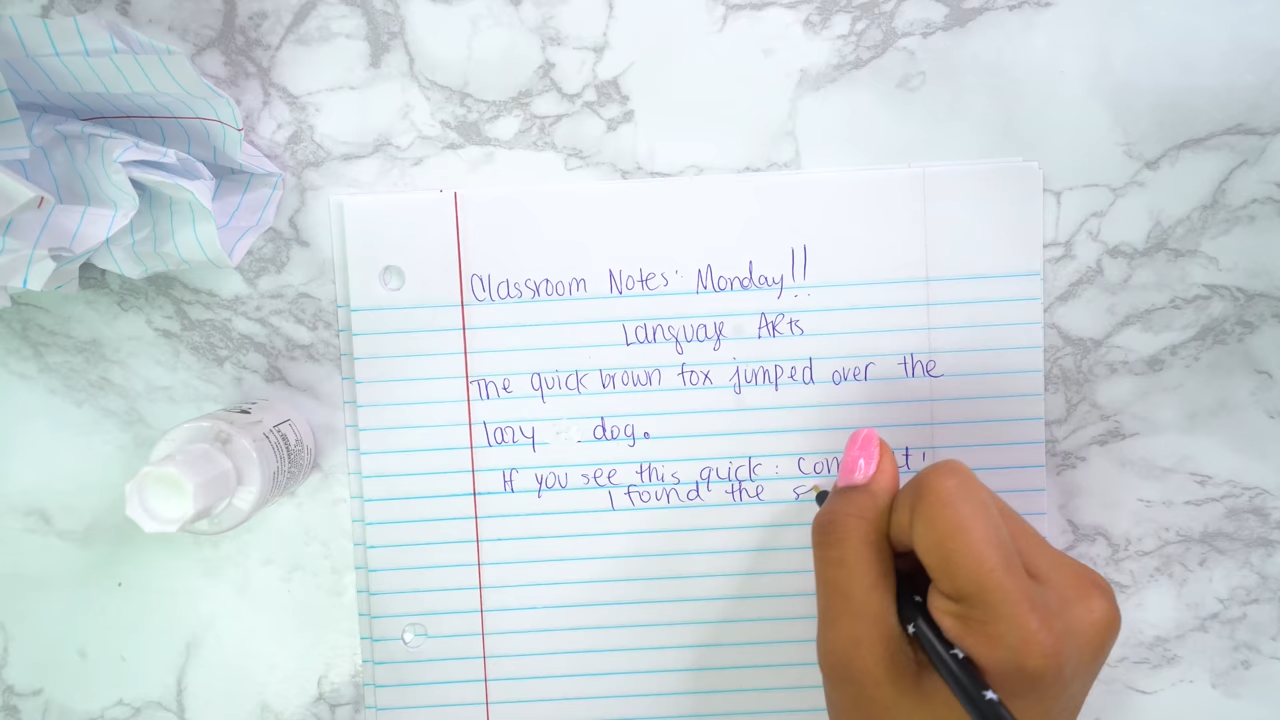 Classroom Notes: Monday!!
Language Arts
The quick brown fox jumped over the
lazy dog.
If you see this quick: 
I found the